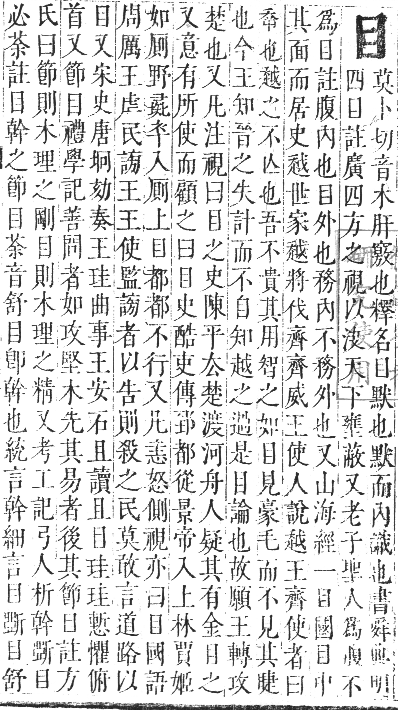 目莫卜切音木肝竅也釋名目默也默而內識也書舜典明
四目註廣四方之視以決天下壅蔽又老子聖人爲腹不
爲目註腹內也目外也務內不務外也又山海經一目國目中
其面而居史越世家越將伐齊齊威王使人說越王齊使者曰
幸也越之不亾也吾不貴其用智之如目見豪毛而不見其睫
也今王知晉之失計而不自知越之過是目論也故願王轉攻
楚也又凡注視曰目之史陳平去楚渡河舟人疑其有金目之
又意有所使而顧之曰目史酷吏傳郅都從景帝入上林賈姬
如厠野彘卒入厠上目都都不行又凡恚怒側視亦曰目國語
周厲王虐民謗王王使監謗者以吿則殺之民莫敢言道路以
目又宋史唐坰劾奏王珪曲事王安石且讀且目珪珪慙懼俯
首又節目禮學記善問者如攻堅木先其易者後其節目註方
氏曰節則木理之剛目則木理之精又考工記弓人析幹斲目
必荼註目幹之節目荼音舒目卽幹也統言幹細言目斲目舒